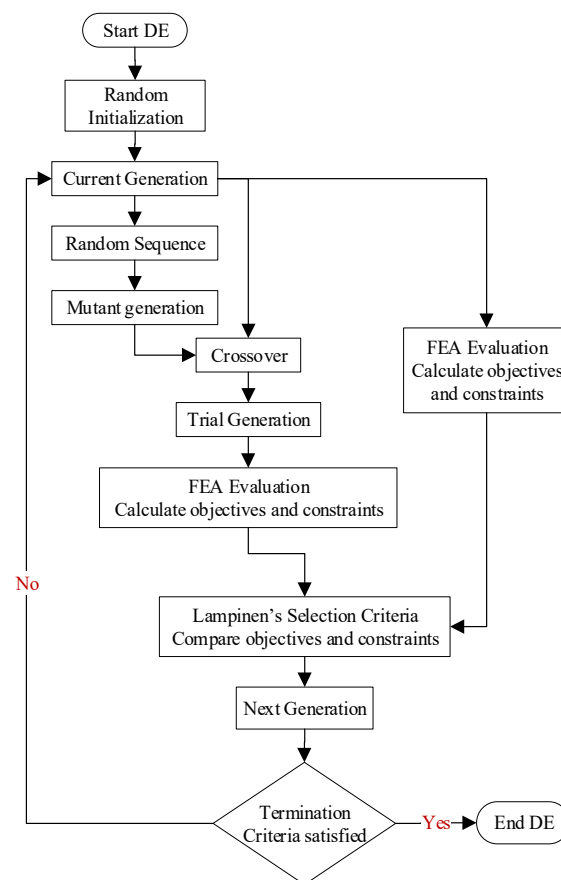 Start DE
Random
Initialization
Current Generation
Random Sequence
Mutant generation
Crossover
FEA Evaluation
Calculate objectives
and constraints
Trial Generation
FEA Evaluation
Calculate objectives and constraints
No
Lampinen’s Selection Criteria
Compare objectives and constraints
Next Generation
Termination
Criteria satisfied
Yes
End DE